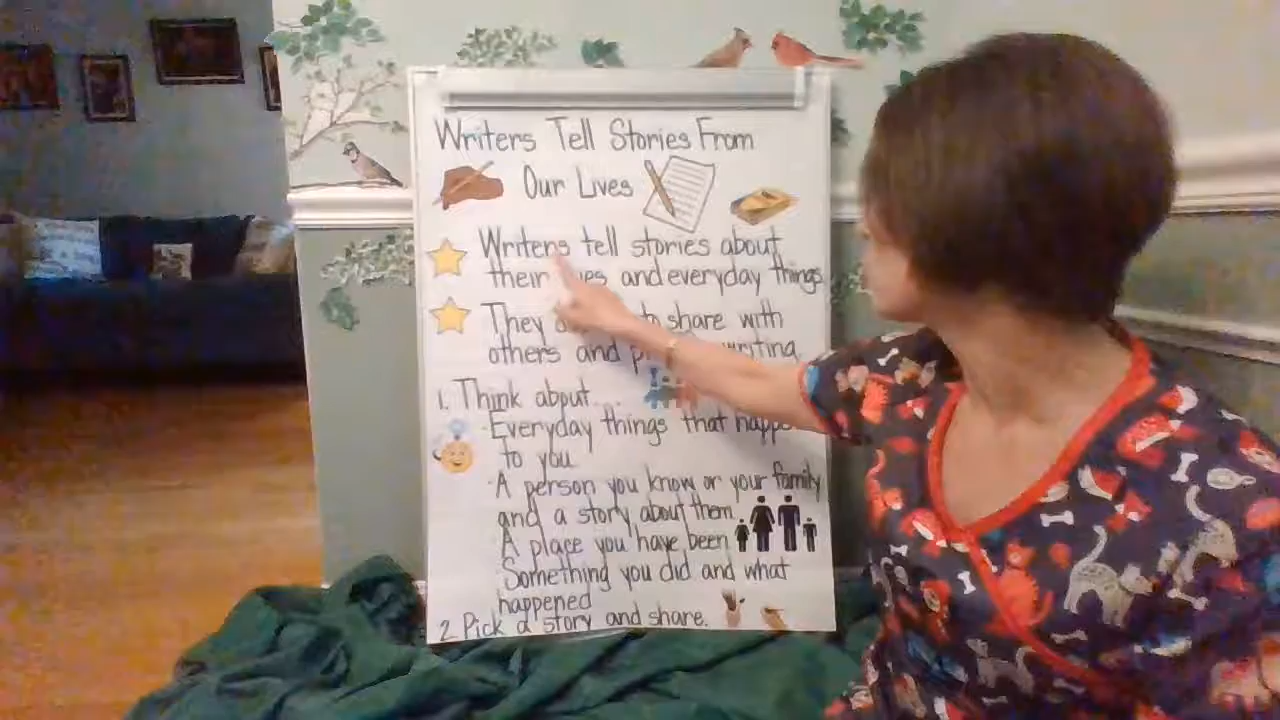 Writers Tell Stories From
Our Lives
Writers tell stories about
their and everyday things
They share with
others and writing
1. Think about...
·Everyday things that
to you
·A person you know or your family
and a story about them.
A place you have been
·Something you did and what
happened
2 Pick a story and share.